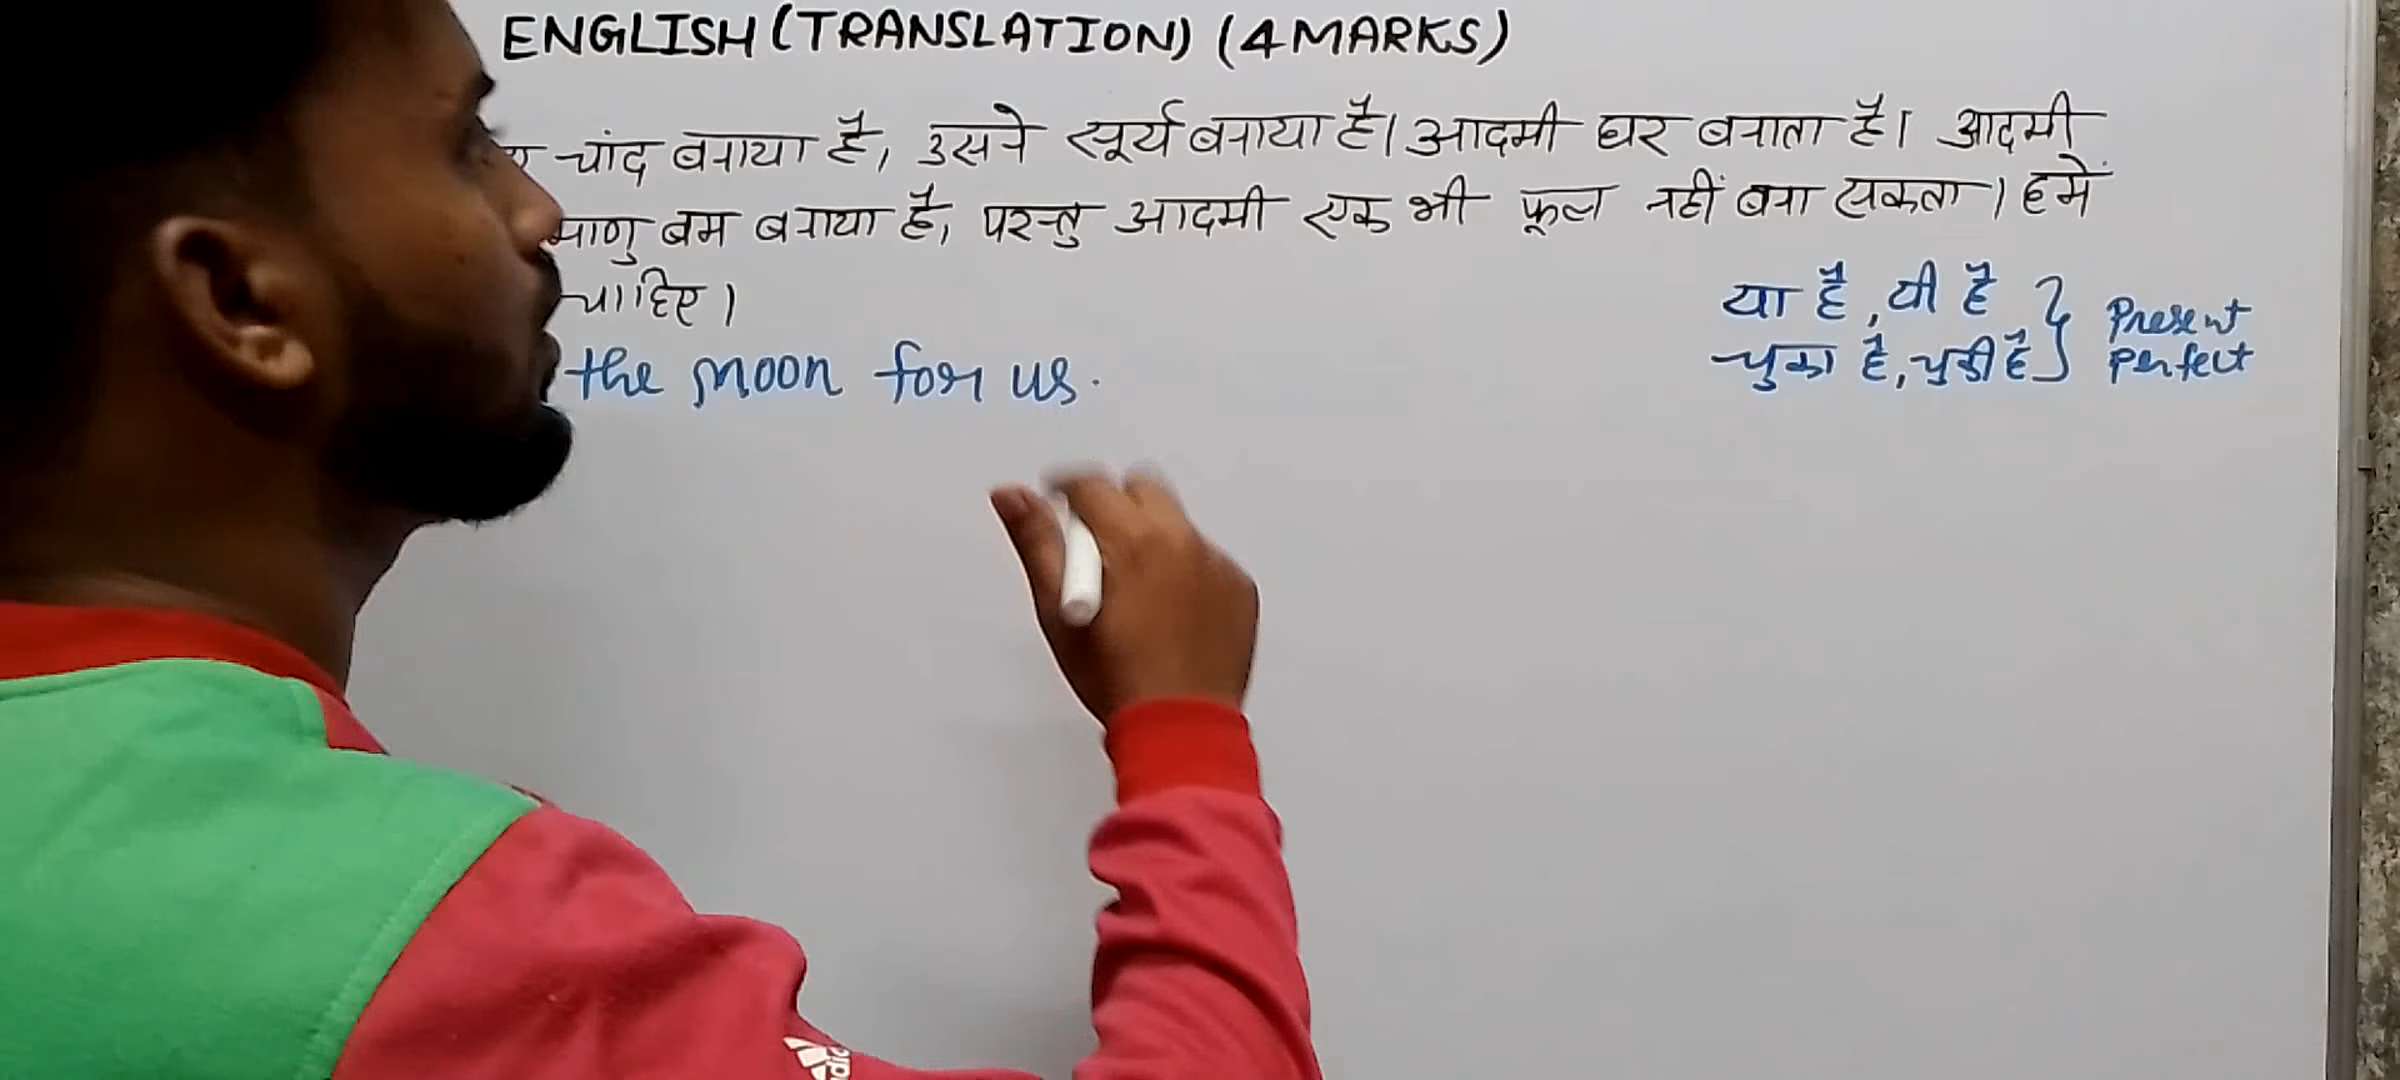 ENGLISH (TRANSLATION) (4 MARKS)
चांद बनाया है, उसने सूर्य बनाया है। आदमी घर बनाता है। आदमी
माणु बम बनाया है, परन्तु आदमी एक भी फूल नहीं बना सकता। हमें
चाहिए।
या है, यी है } Present
चुका है, चुकी है } Perfect
the moon for us.